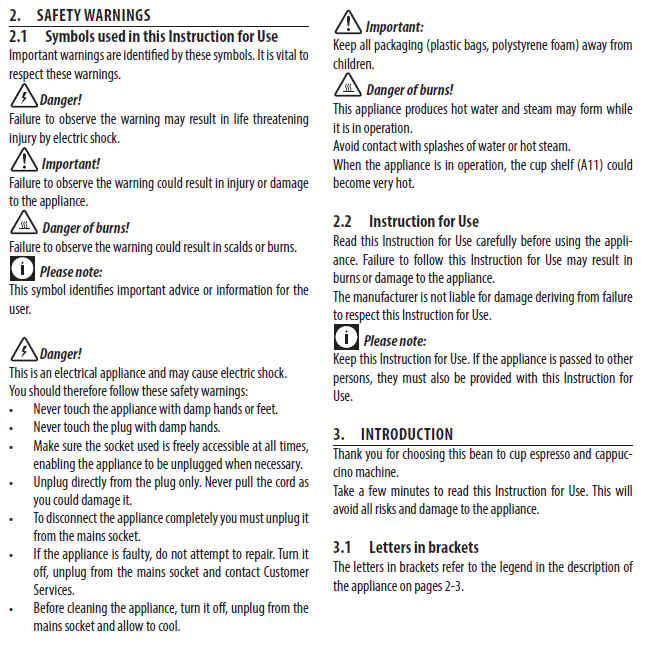 2. SAFETY WARNINGS
2.1 Symbols used in this Instruction for Use
Important warnings are identified by these symbols. It is vital to
respect these warnings.
Danger!
Failure to observe the warning may result in life threatening
injury by electric shock.
Important!
Failure to observe the warning could result in injury or damage
to the appliance.
Danger of burns!
Failure to observe the warning could result in scalds or burns.
i Please note:
This symbol identifies important advice or information for the
user.
Danger!
This is an electrical appliance and may cause electric shock.
You should therefore follow these safety warnings:
• Never touch the appliance with damp hands or feet.
• Never touch the plug with damp hands.
• Make sure the socket used is freely accessible at all times,
enabling the appliance to be unplugged when necessary.
• Unplug directly from the plug only. Never pull the cord as
you could damage it.
• To disconnect the appliance completely you must unplug it
from the mains socket.
• If the appliance is faulty, do not attempt to repair. Turn it
off, unplug from the mains socket and contact Customer
Services.
• Before cleaning the appliance, turn it off, unplug from the
mains socket and allow to cool.
Important:
Keep all packaging (plastic bags, polystyrene foam) away from
children.
Danger of burns!
This appliance produces hot water and steam may form while
it is in operation.
Avoid contact with splashes of water or hot steam.
When the appliance is in operation, the cup shelf (A11) could
become very hot.
2.2 Instruction for Use
Read this Instruction for Use carefully before using the appli-
ance. Failure to follow this Instruction for Use may result in
burns or damage to the appliance.
The manufacturer is not liable for damage deriving from failure
to respect this Instruction for Use.
i Please note:
Keep this Instruction for Use. If the appliance is passed to other
persons, they must also be provided with this Instruction for
Use.
3. INTRODUCTION
Thank you for choosing this bean to cup espresso and cappuc-
cino machine.
Take a few minutes to read this Instruction for Use. This will
avoid all risks and damage to the appliance.
3.1 Letters in brackets
The letters in brackets refer to the legend in the description of
the appliance on pages 2-3.